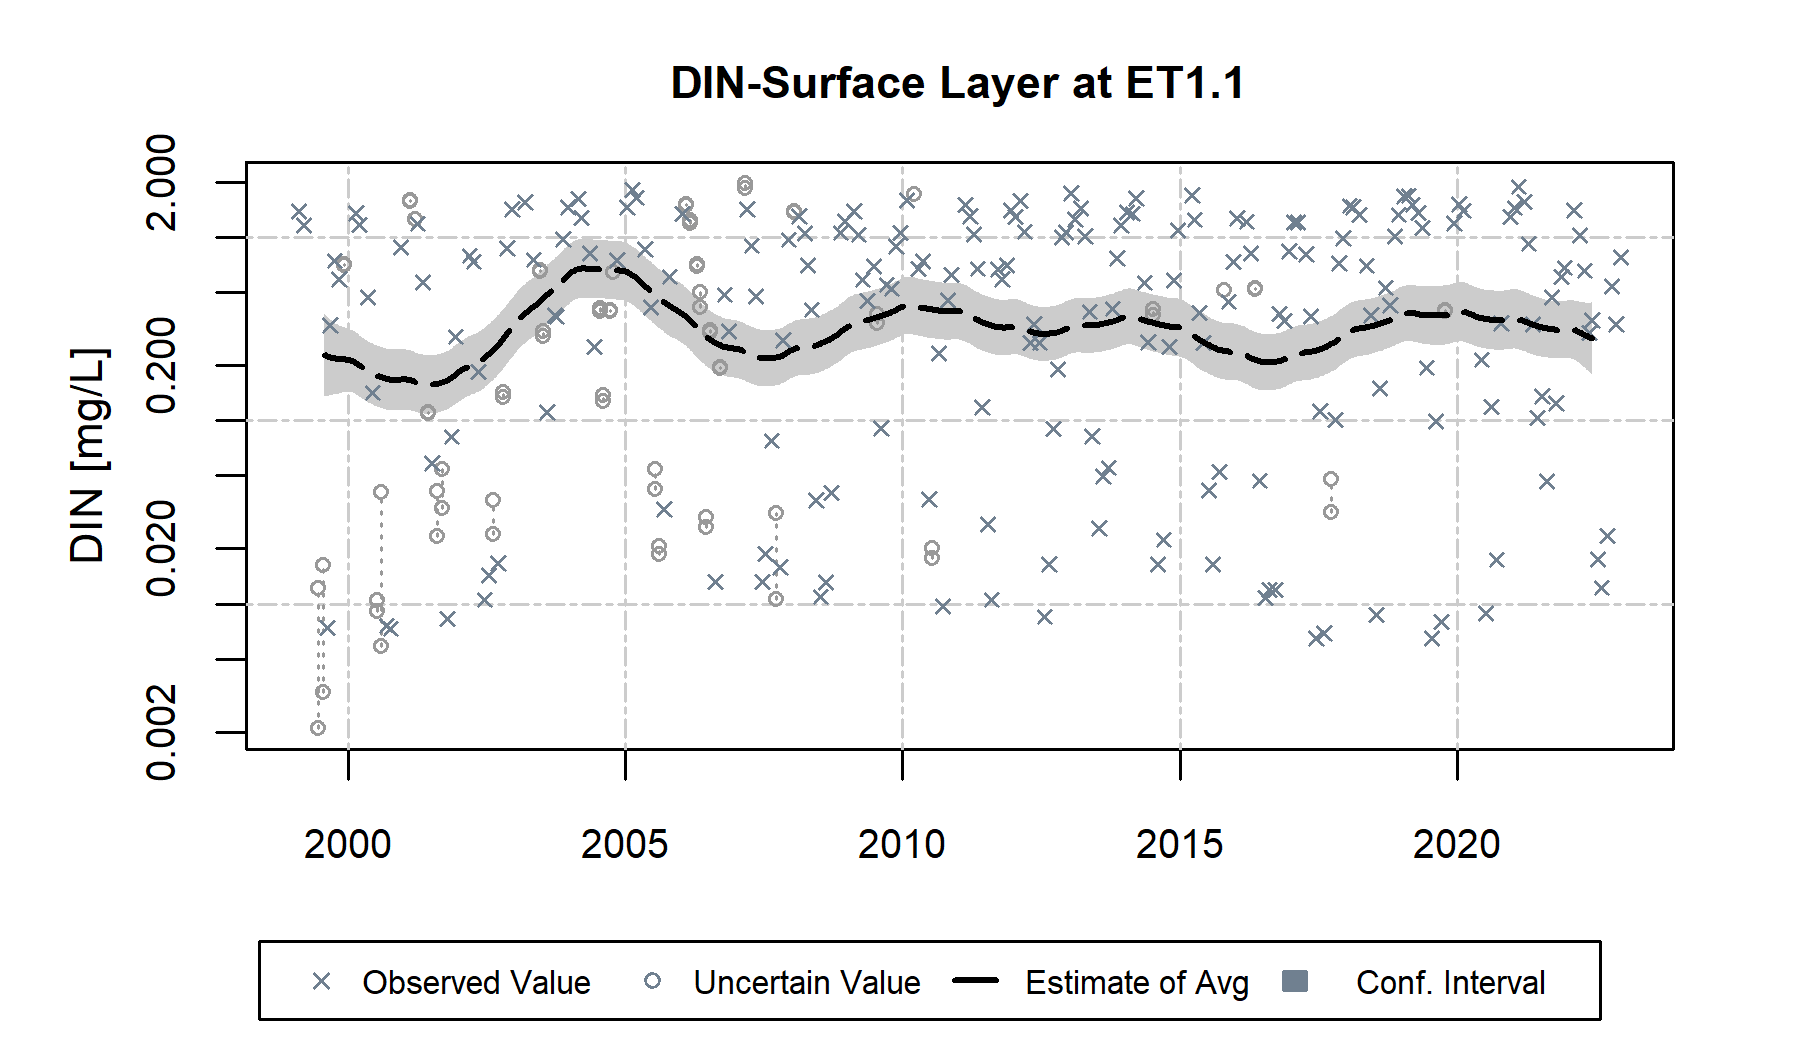 DIN-Surface Layer at ET1.1
DIN [mg/L]
2.000
0.200
0.020
0.002
2000 2005 2010 2015 2020
Observed Value Uncertain Value Estimate of Avg Conf. Interval